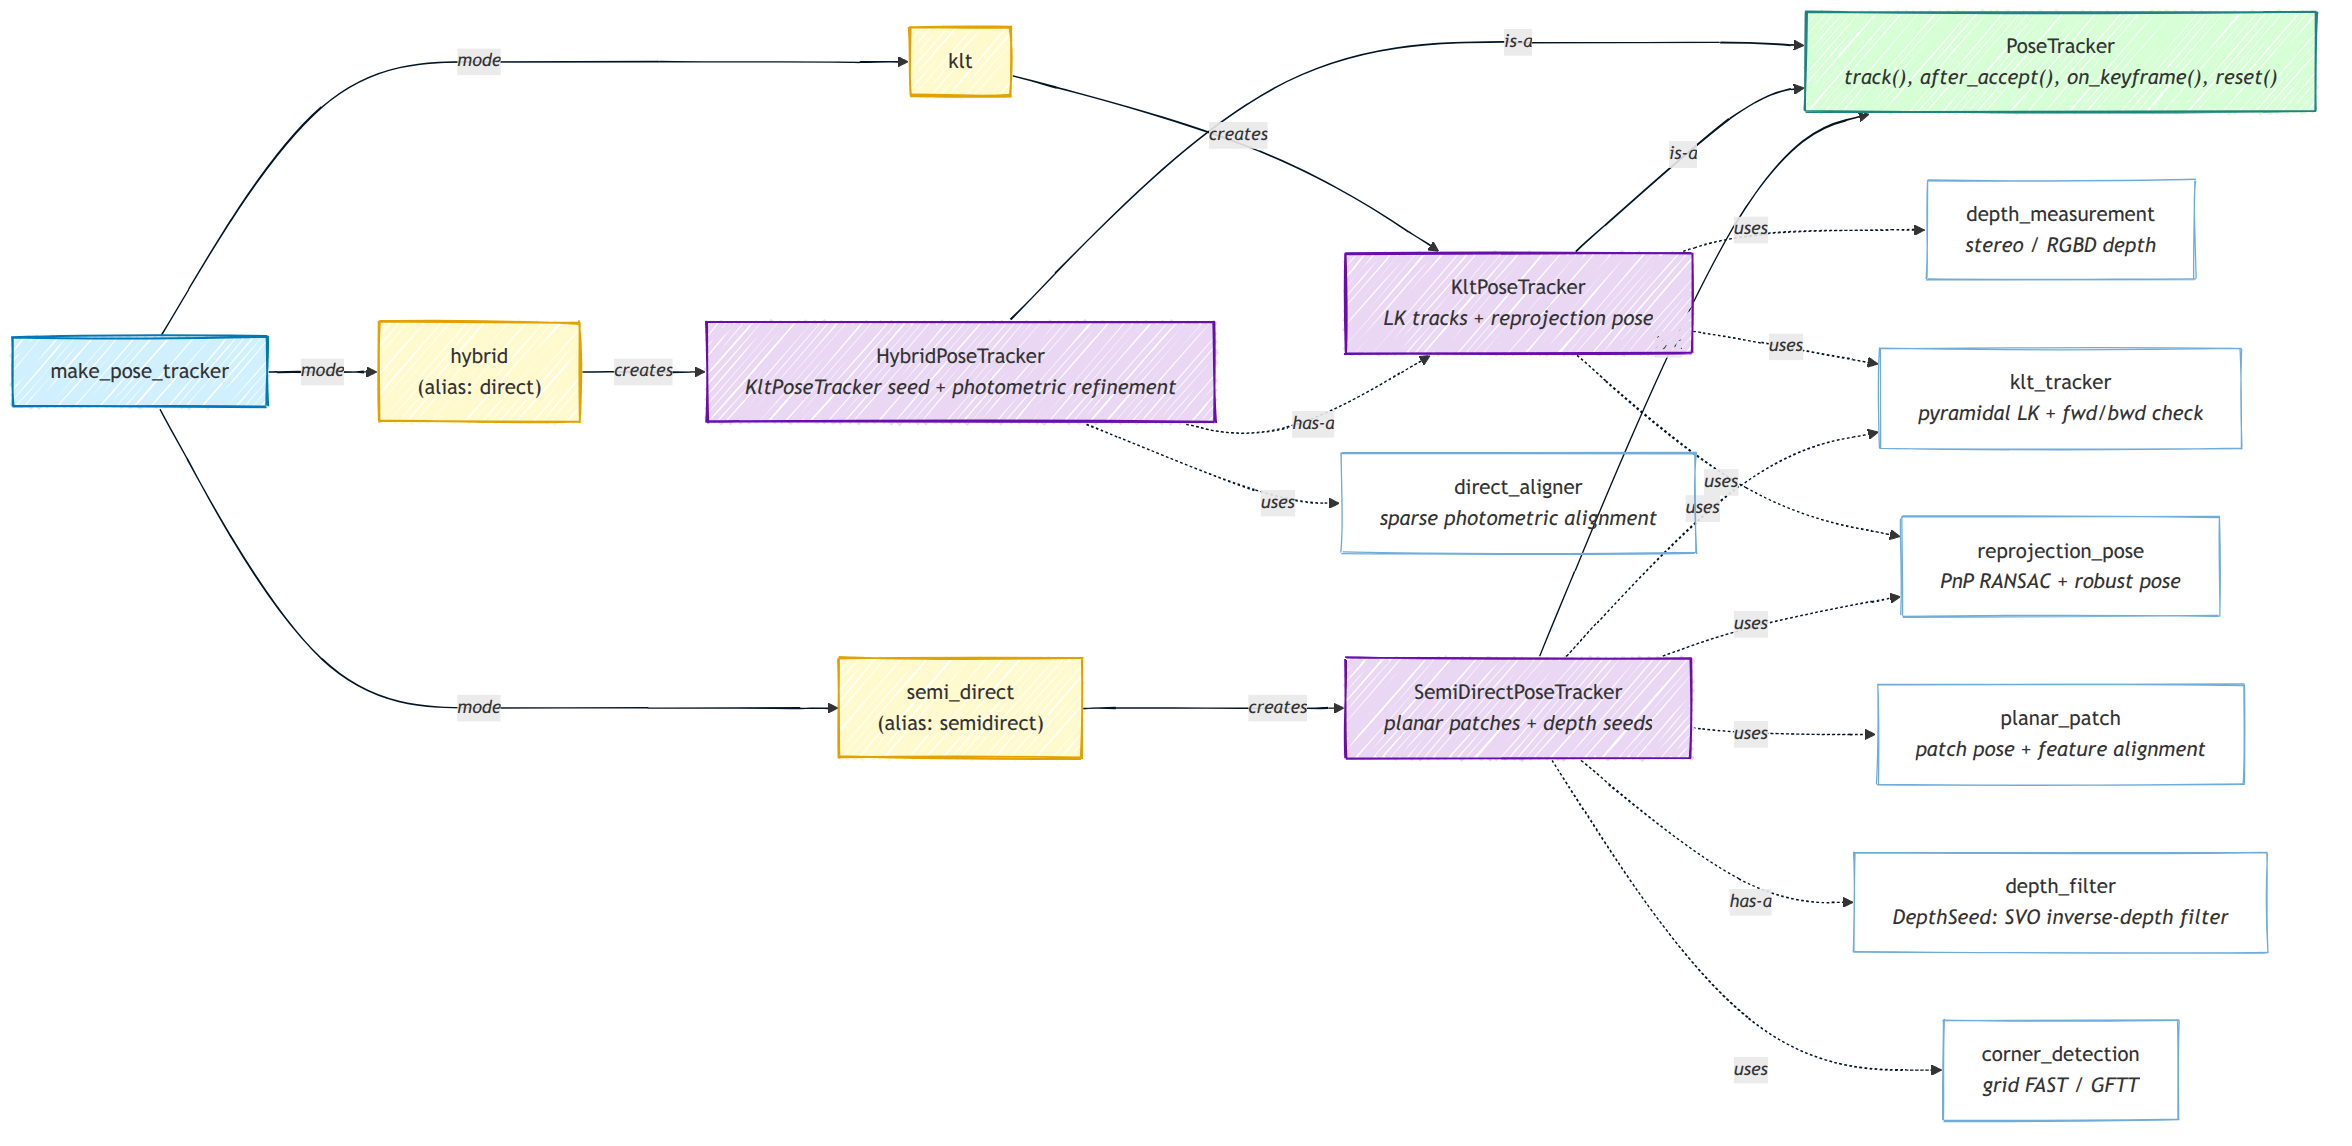 make_pose_tracker
mode
mode
mode
klt
hybrid
(alias: direct)
semi_direct
(alias: semidirect)
creates
creates
creates
HybridPoseTracker
KltPoseTracker seed + photometric refinement
KltPoseTracker
LK tracks + reprojection pose
SemiDirectPoseTracker
planar patches + depth seeds
direct_aligner
sparse photometric alignment
is-a
is-a
has-a
uses
uses
uses
uses
uses
uses
uses
has-a
uses
PoseTracker
track(), after_accept(), on_keyframe(), reset()
depth_measurement
stereo / RGBD depth
klt_tracker
pyramidal LK + fwd/bwd check
reprojection_pose
PnP RANSAC + robust pose
planar_patch
patch pose + feature alignment
depth_filter
DepthSeed: SVO inverse-depth filter
corner_detection
grid FAST / GFTT